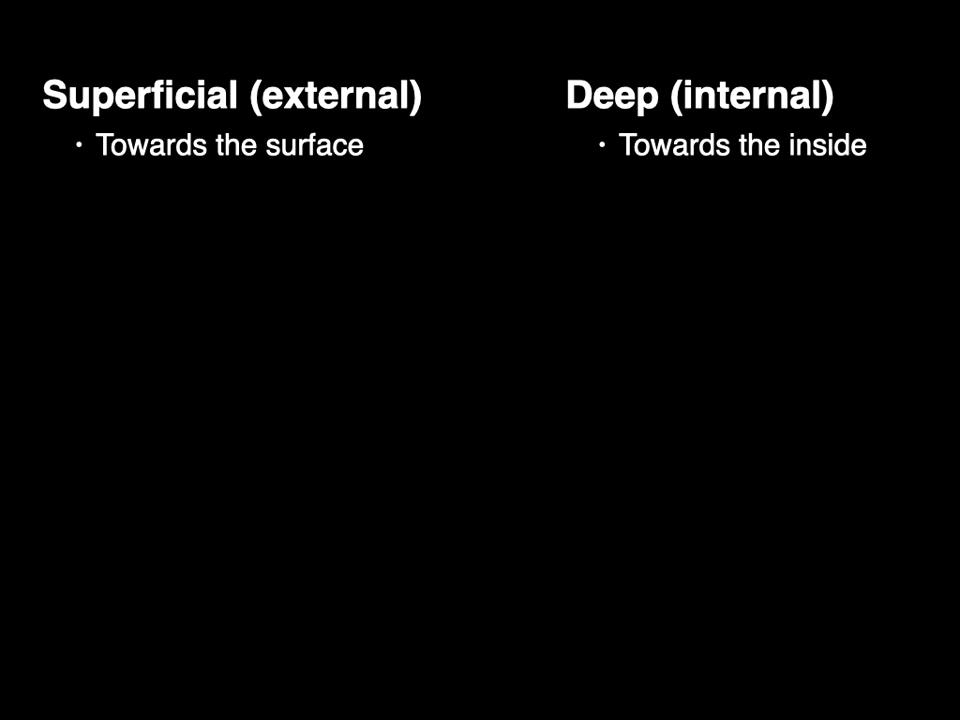 Superficial (external)
• Towards the surface
Deep (internal)
• Towards the inside